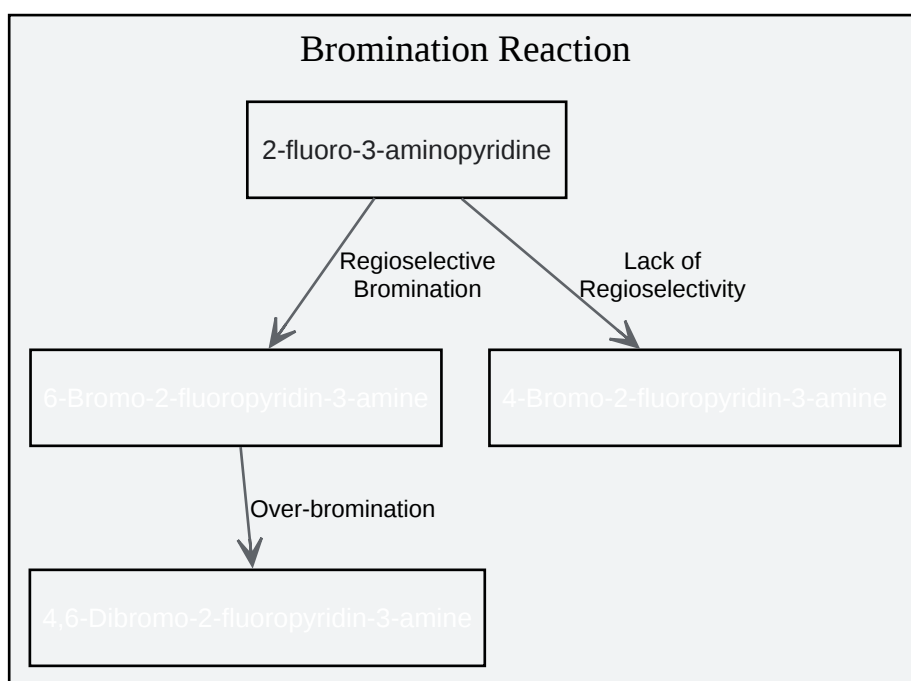 Bromination Reaction
2-fluoro-3-aminopyridine
Regioselective
Bromination
Lack of
Regioselectivity
6-Bromo-2-fluoropyridin-3-amine
4-Bromo-2-fluoropyridin-3-amine
Over-bromination
4,6-Dibromo-2-fluoropyridin-3-amine